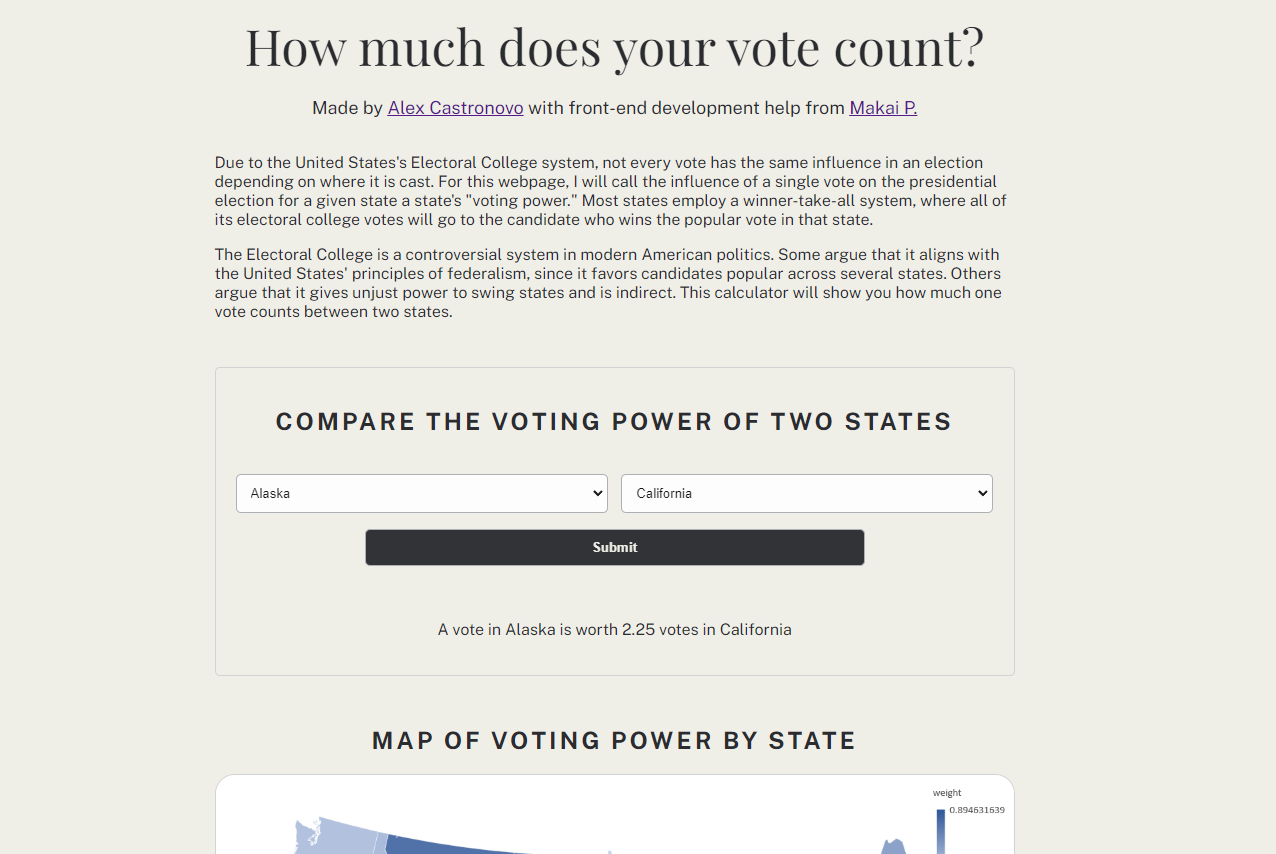 How much does your vote count?
Made by Alex Castronovo with front-end development help from Makai P.
Due to the United States's Electoral College system, not every vote has the same influence in an election
depending on where it is cast. For this webpage, I will call the influence of a single vote on the presidential
election for a given state a state's "voting power." Most states employ a winner-take-all system, where all of
its electoral college votes will go to the candidate who wins the popular vote in that state.
The Electoral College is a controversial system in modern American politics. Some argue that it aligns with
the United States' principles of federalism, since it favors candidates popular across several states. Others
argue that it gives unjust power to swing states and is indirect. This calculator will show you how much one
vote counts between two states.
COMPARE THE VOTING POWER OF TWO STATES
Alaska
California
Submit
A vote in Alaska is worth 2.25 votes in California
MAP OF VOTING POWER BY STATE
weight
0.894631639